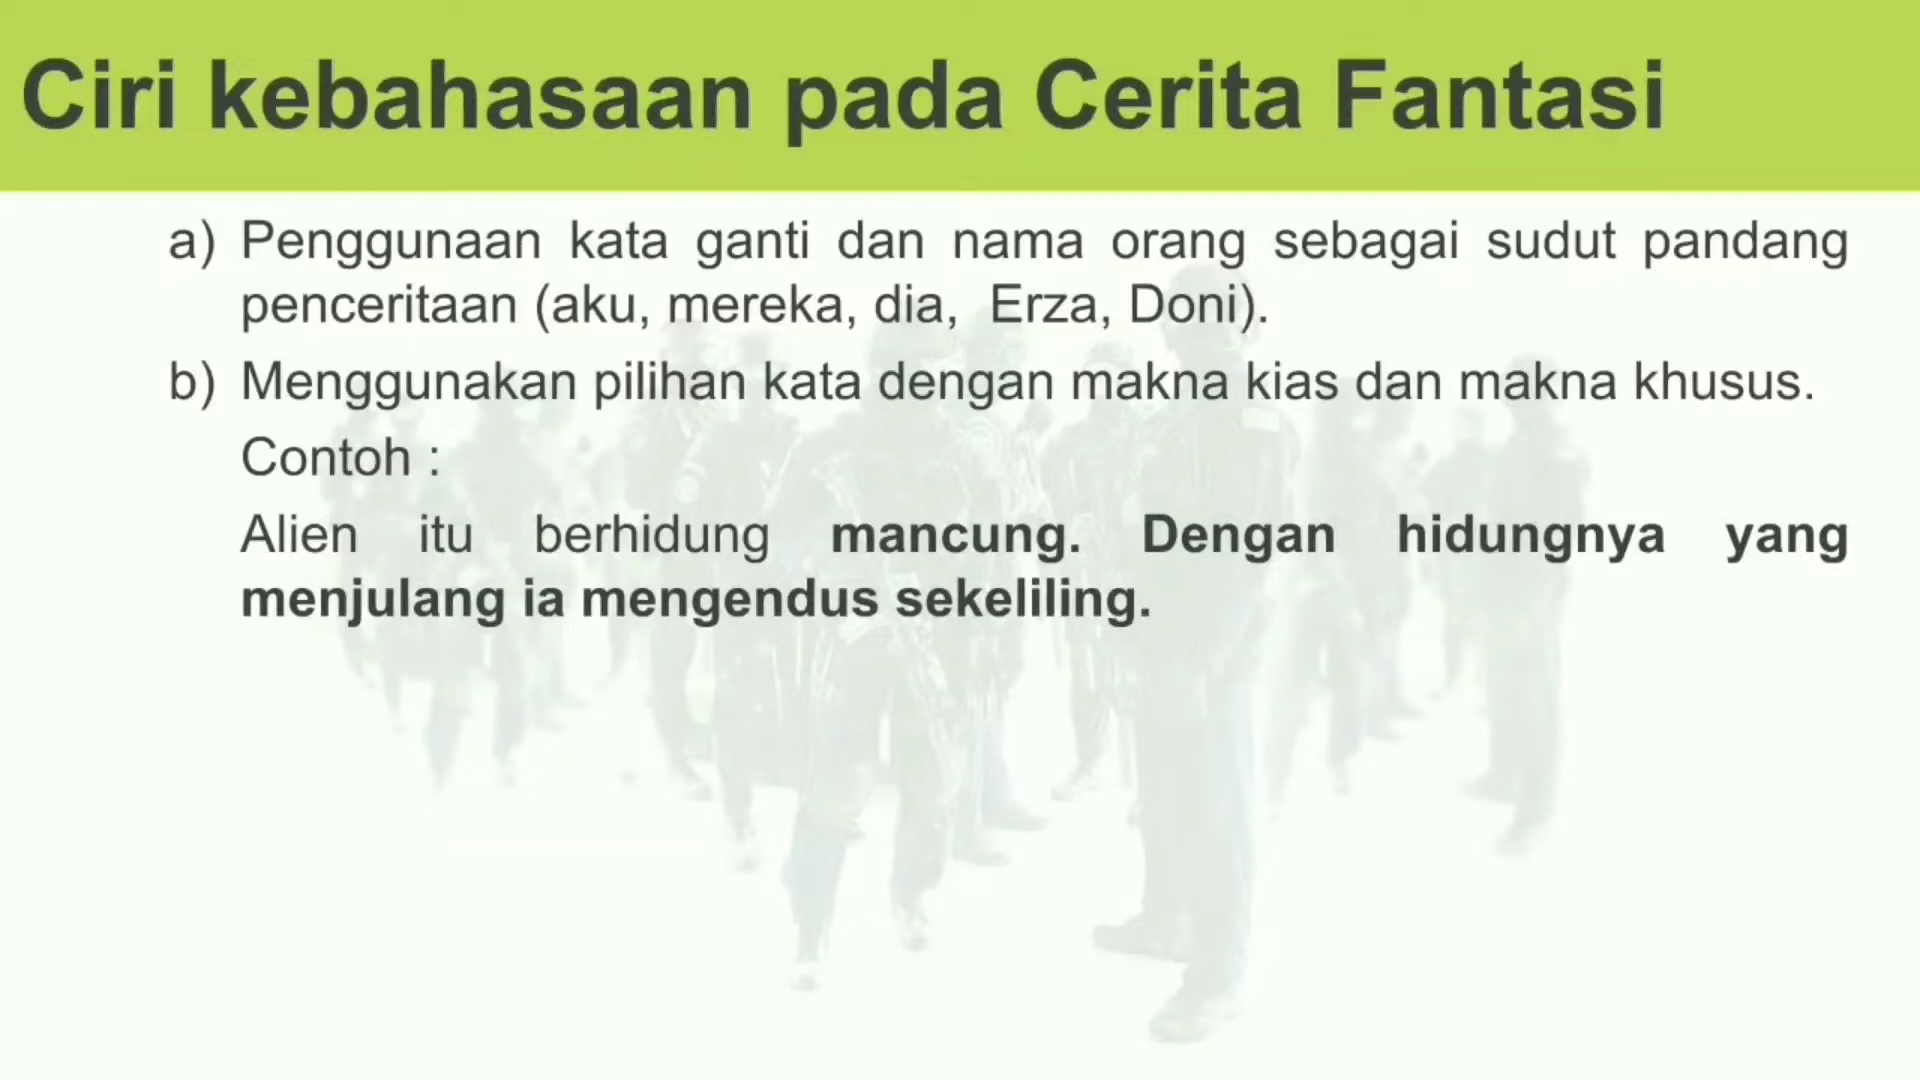 Ciri kebahasaan pada Cerita Fantasi
a) Penggunaan kata ganti dan nama orang sebagai sudut pandang
penceritaan (aku, mereka, dia, Erza, Doni).
b) Menggunakan pilihan kata dengan makna kias dan makna khusus.
Contoh :
Alien itu berhidung mancung. Dengan hidungnya yang
menjulang ia mengendus sekeliling.